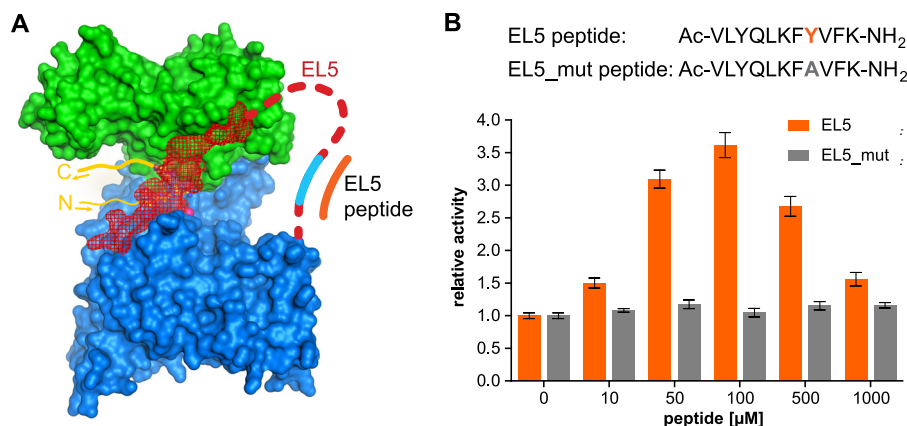 A
EL5
C
N
EL5
peptide
B
EL5 peptide: Ac-VLYQLKFYVFK-NH2
EL5_mut peptide: Ac-VLYQLKFAVFK-NH2
EL5 :
EL5_mut :
relative activity
4.0
3.5
3.0
2.5
2.0
1.5
1.0
0.5
0.0
0 10 50 100 500 1000
peptide [µM]